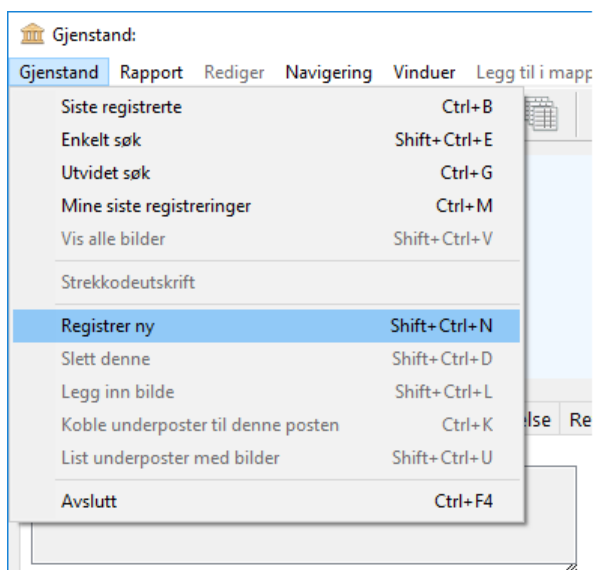 Gjenstand:
Gjenstand Rapport Rediger Navigering Vinduer Legg til i mapp
Siste registrerte Ctrl+B
Enkelt søk Shift+Ctrl+E
Utvidet søk Ctrl+G
Mine siste registreringer Ctrl+M
Vis alle bilder Shift+Ctrl+V
Strekkodeutskrift
Registrer ny Shift+Ctrl+N
Slett denne Shift+Ctrl+D
Legg inn bilde Shift+Ctrl+L
Koble underposter til denne posten Ctrl+K
else Re
List underposter med bilder Shift+Ctrl+U
Avslutt Ctrl+F4